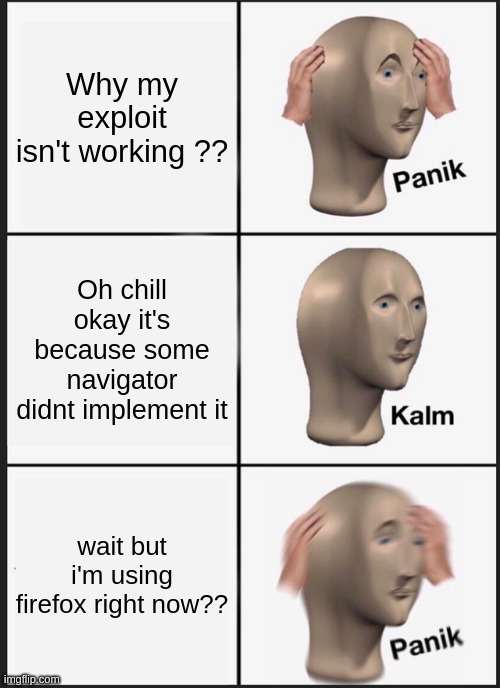 Why my
exploit
isn't working ??
Panik
Oh chill
okay it's
because some
navigator
didnt implement it
Kalm
wait but
i'm using
firefox right now??
Panik
imgflip.com